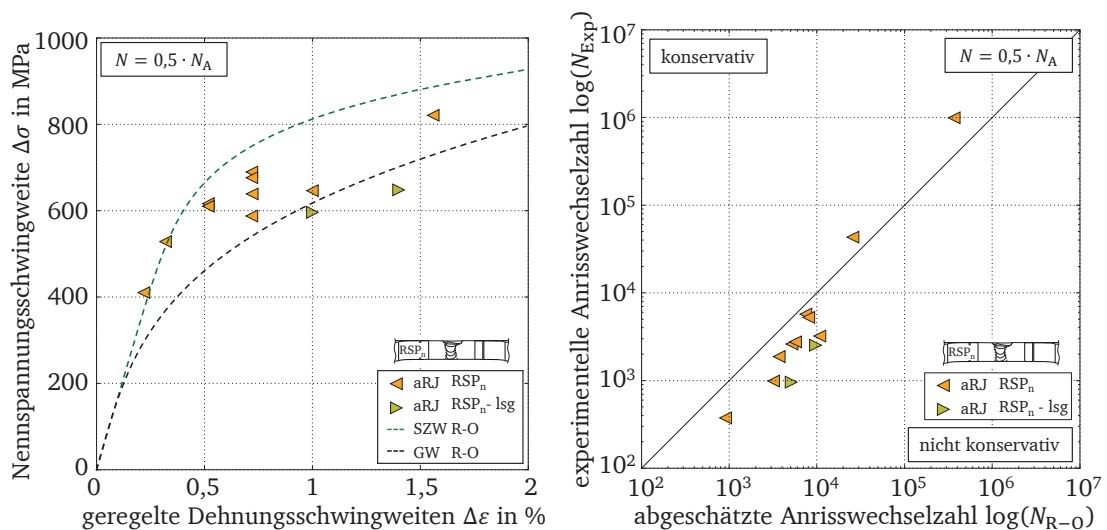 Nennspannungsschwingweite Δσ in MPa
1000
800
600
400
200
0
N = 0,5 · N_A
RSP_n
aRJ RSP_n
aRJ RSP_n - lsg
SZW R-O
GW R-O
0 0,5 1 1,5 2
geregelte Dehnungsschwingweiten Δε in %
experimentelle Anrisswechselzahl log(N_Exp)
10^7
10^6
10^5
10^4
10^3
10^2
konservativ
N = 0,5 · N_A
RSP_n
aRJ RSP_n
aRJ RSP_n - lsg
nicht konservativ
10^2 10^3 10^4 10^5 10^6 10^7
abgeschätzte Anrisswechselzahl log(N_R−O)